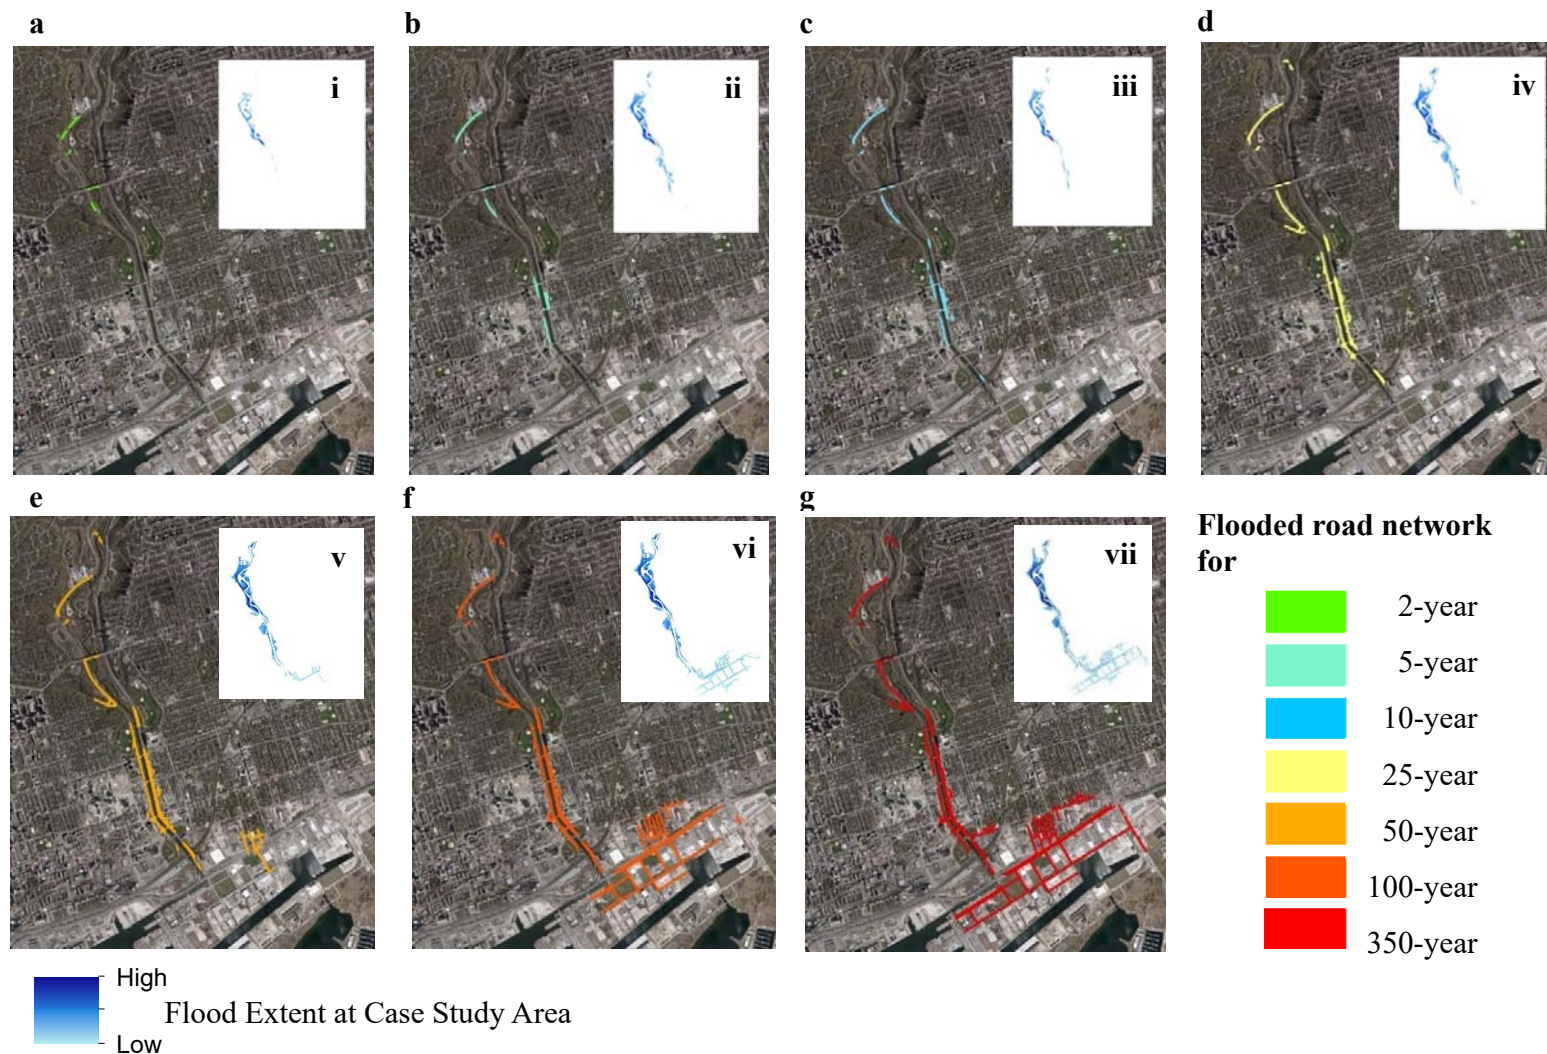 a
b
c
d
i
ii
iii
iv
e
f
g
v
vi
vii
Flooded road network
for
2-year
5-year
10-year
25-year
50-year
100-year
350-year
High
Flood Extent at Case Study Area
Low